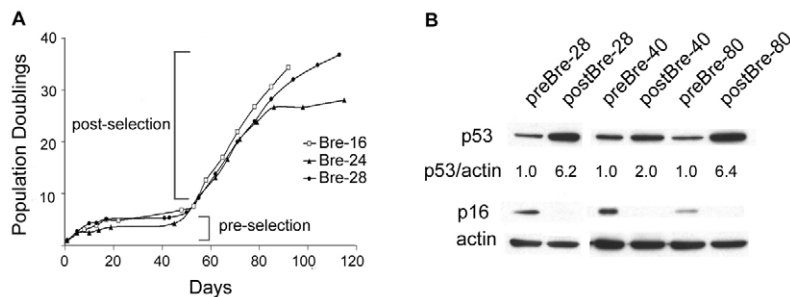 A
Population Doublings
40
30
20
10
post-selection
pre-selection
Bre-16
Bre-24
Bre-28
0
20
40
60
80
100
120
Days
B
preBre-28
postBre-28
preBre-40
postBre-40
preBre-80
postBre-80
p53
p53/actin 1.0 6.2 1.0 2.0 1.0 6.4
p16
actin